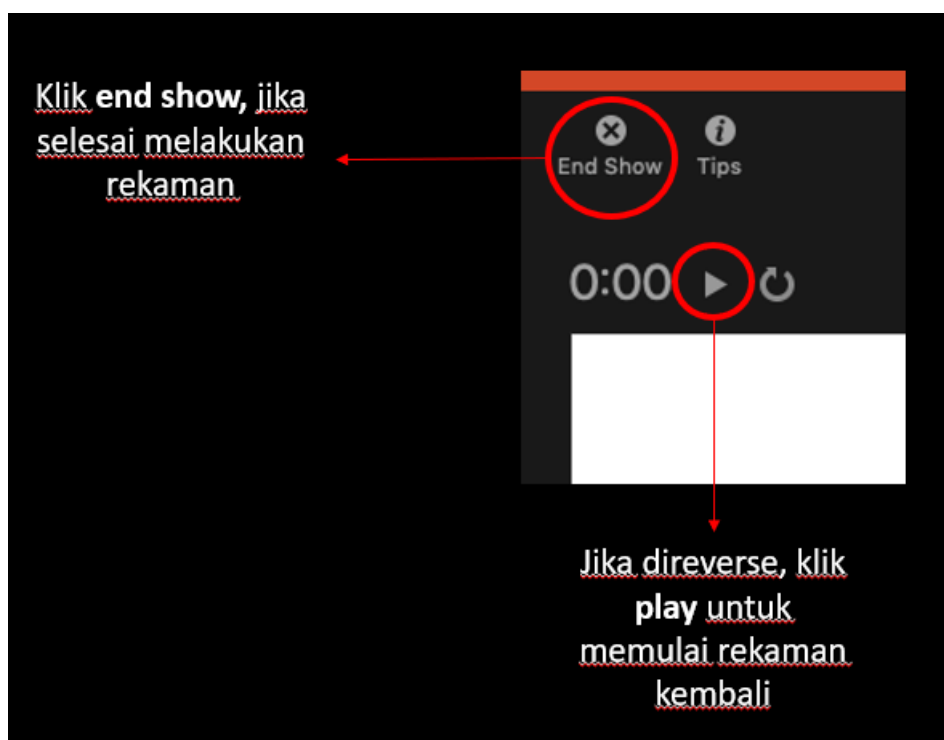 Klik end show, jika
selesai melakukan
rekaman
End Show
Tips
0:00
Jika direverse, klik
play untuk
memulai rekaman
kembali